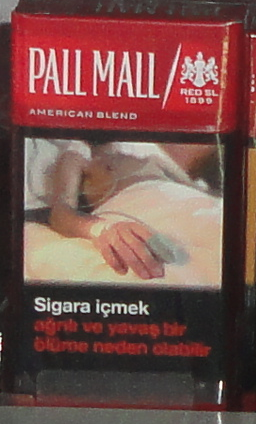 PALL MALL/
RED SL
1899
AMERICAN BLEND
Sigara içmek
ağrılı ve yavaş bir
ölüme neden olabilir